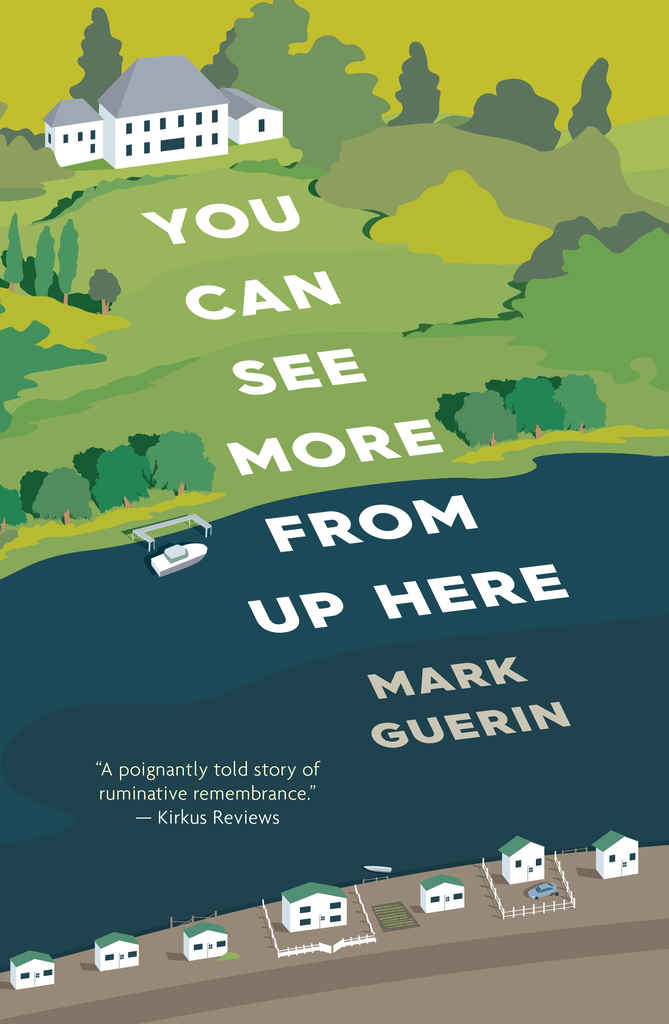 YOU
CAN
SEE
MORE
FROM
UP HERE
MARK
GUERIN
“A poignantly told story of
ruminative remembrance.”
— Kirkus Reviews